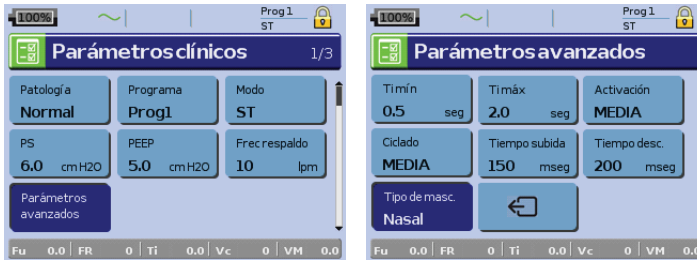 100%
Prog 1
ST
Parámetros clínicos
1/3
Patología
Normal
Programa
Prog1
Modo
ST
PS
6.0 cmH2O
PEEP
5.0 cmH2O
Frec respaldo
10 lpm
Parámetros
avanzados
Fu 0.0 FR 0 Ti 0.0 Vc 0 VM 0.0
100%
Prog 1
ST
Parámetros avanzados
Ti mín
0.5 seg
Ti máx
2.0 seg
Activación
MEDIA
Ciclado
MEDIA
Tiempo subida
150 mseg
Tiempo desc.
200 mseg
Tipo de masc.
Nasal
Fu 0.0 FR 0 Ti 0.0 Vc 0 VM 0.0